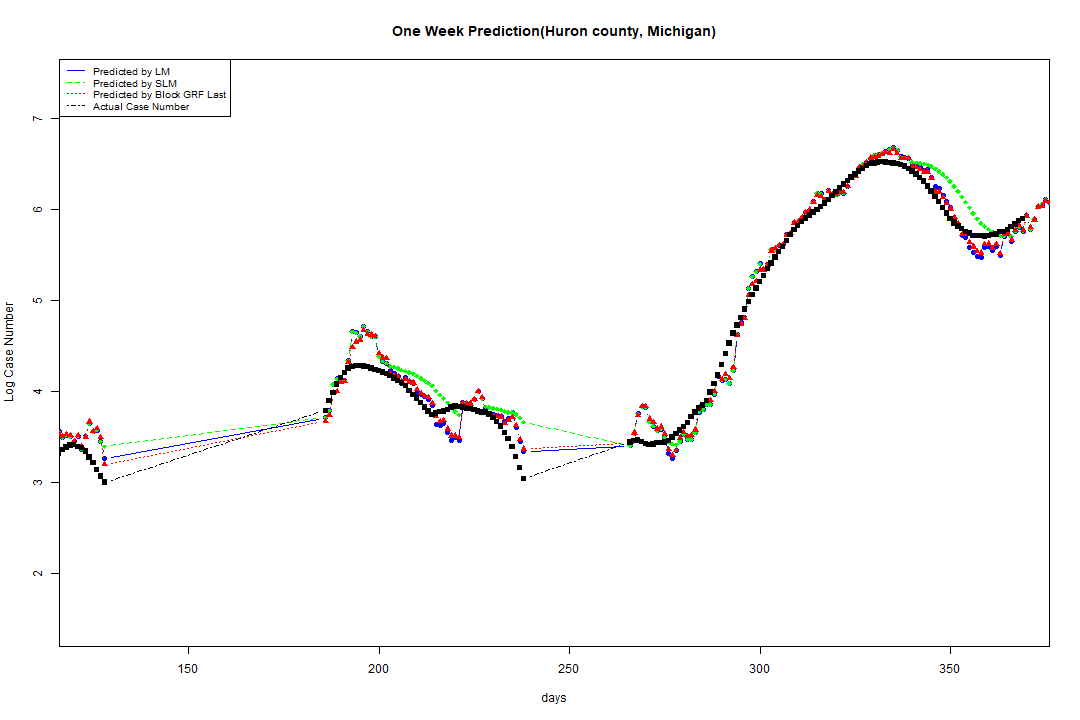 One Week Prediction(Huron county, Michigan)
Predicted by LM
Predicted by SLM
Predicted by Block GRF Last
Actual Case Number
7
6
5
4
3
2
Log Case Number
150 200 250 300 350
days